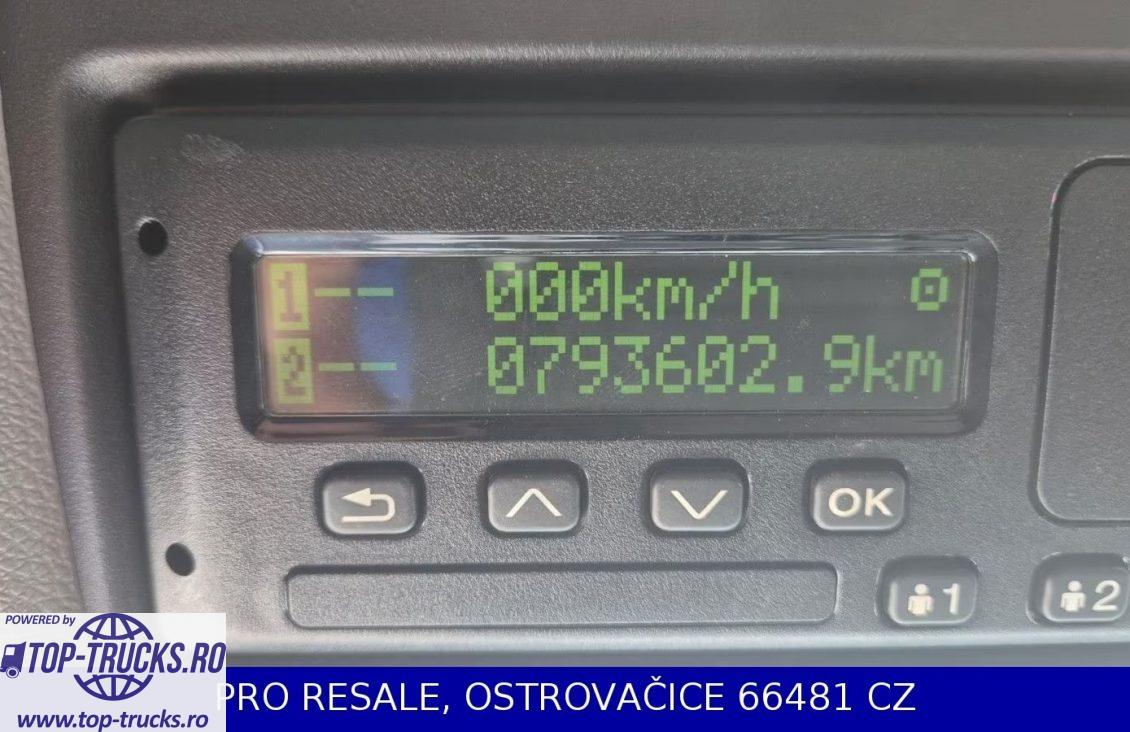 1-- 000km/h
2-- 0793602.9km
OK
1
2
POWERED by
TOP-TRUCKS.RO
www.top-trucks.ro
PRO RESALE, OSTROVAČICE 66481 CZ